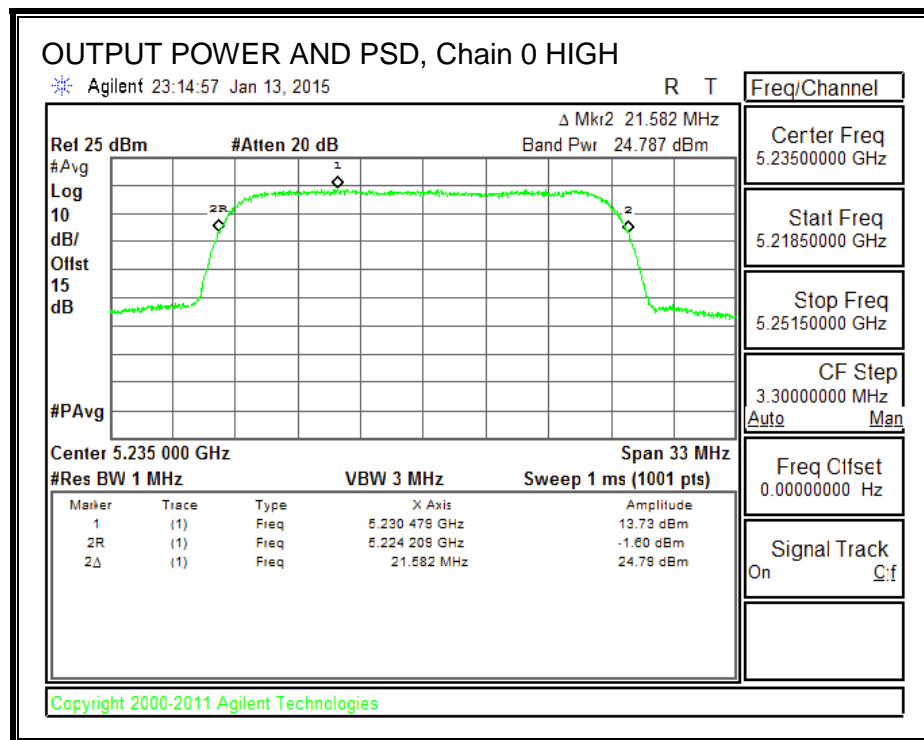 OUTPUT POWER AND PSD, Chain 0 HIGH
Agilent 23:14:57 Jan 13, 2015 R T
Freq/Channel
Δ Mkr2 21.582 MHz
Ref 25 dBm #Atten 20 dB Band Pwr 24.787 dBm
#Avg
Log
10
dB/
Offst
15
dB
#PAvg
1
2R
2
Center 5.235 000 GHz Span 33 MHz
#Res BW 1 MHz VBW 3 MHz Sweep 1 ms (1001 pts)
Marker Trace Type X Axis Amplitude
1 (1) Freq 5.230 479 GHz 13.73 dBm
2R (1) Freq 5.224 209 GHz -1.60 dBm
2Δ (1) Freq 21.582 MHz 24.79 dBm
Center Freq
5.23500000 GHz
Start Freq
5.21850000 GHz
Stop Freq
5.25150000 GHz
CF Step
3.30000000 MHz
Auto Man
Freq Offset
0.00000000 Hz
Signal Track
On Off
Copyright 2000-2011 Agilent Technologies